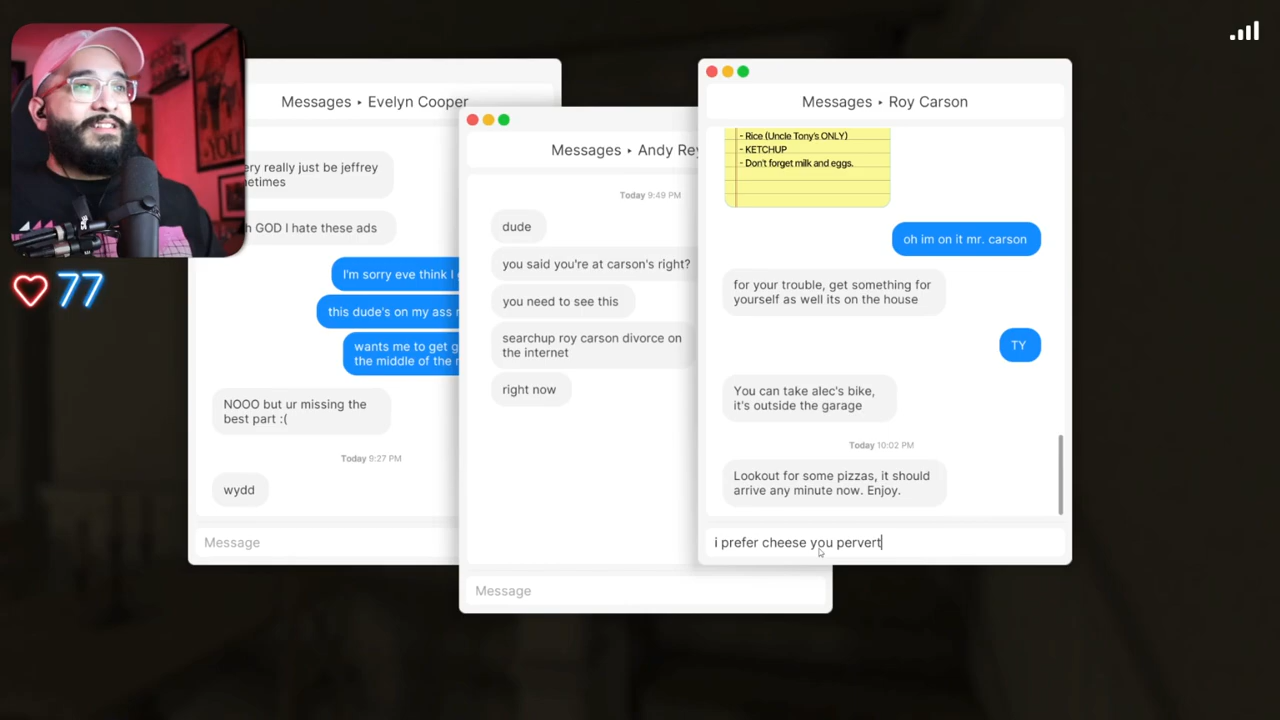 YOU
77
Messages ▸ Evelyn Cooper
ery really just be jeffrey
etimes
h GOD I hate these ads
I'm sorry eve think I
this dude's on my ass
wants me to get g
the middle of the
NOOO but ur missing the
best part :(
Today 9:27 PM
wydd
Message
Messages ▸ Andy Rey
Today 9:49 PM
dude
you said you're at carson's right?
you need to see this
searchup roy carson divorce on
the internet
right now
Message
Messages ▸ Roy Carson
- Rice (Uncle Tony's ONLY)
- KETCHUP
- Don't forget milk and eggs.
oh im on it mr. carson
for your trouble, get something for
yourself as well its on the house
TY
You can take alec's bike,
it's outside the garage
Today 10:02 PM
Lookout for some pizzas, it should
arrive any minute now. Enjoy.
i prefer cheese you pervert